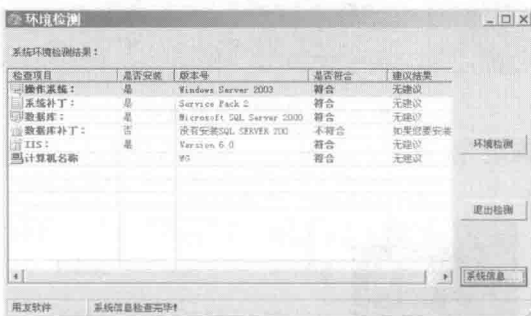 环境检测
系统环境检测结果：
检查项目 是否安装 版本号 是否符合 建议结果
操作系统： 是 Windows Server 2003 符合 无建议
系统补丁： 是 Service Pack 2 符合 无建议
数据库： 是 Microsoft SQL Server 2000 符合 无建议
数据库补丁： 否 没有安装SQL SERVER 200 不符合 如果您要安装
IIS： 是 Version 6.0 符合 无建议
计算机名称 WG 符合 无建议
环境检测
退出检测
系统信息
用友软件 系统信息检查完毕!